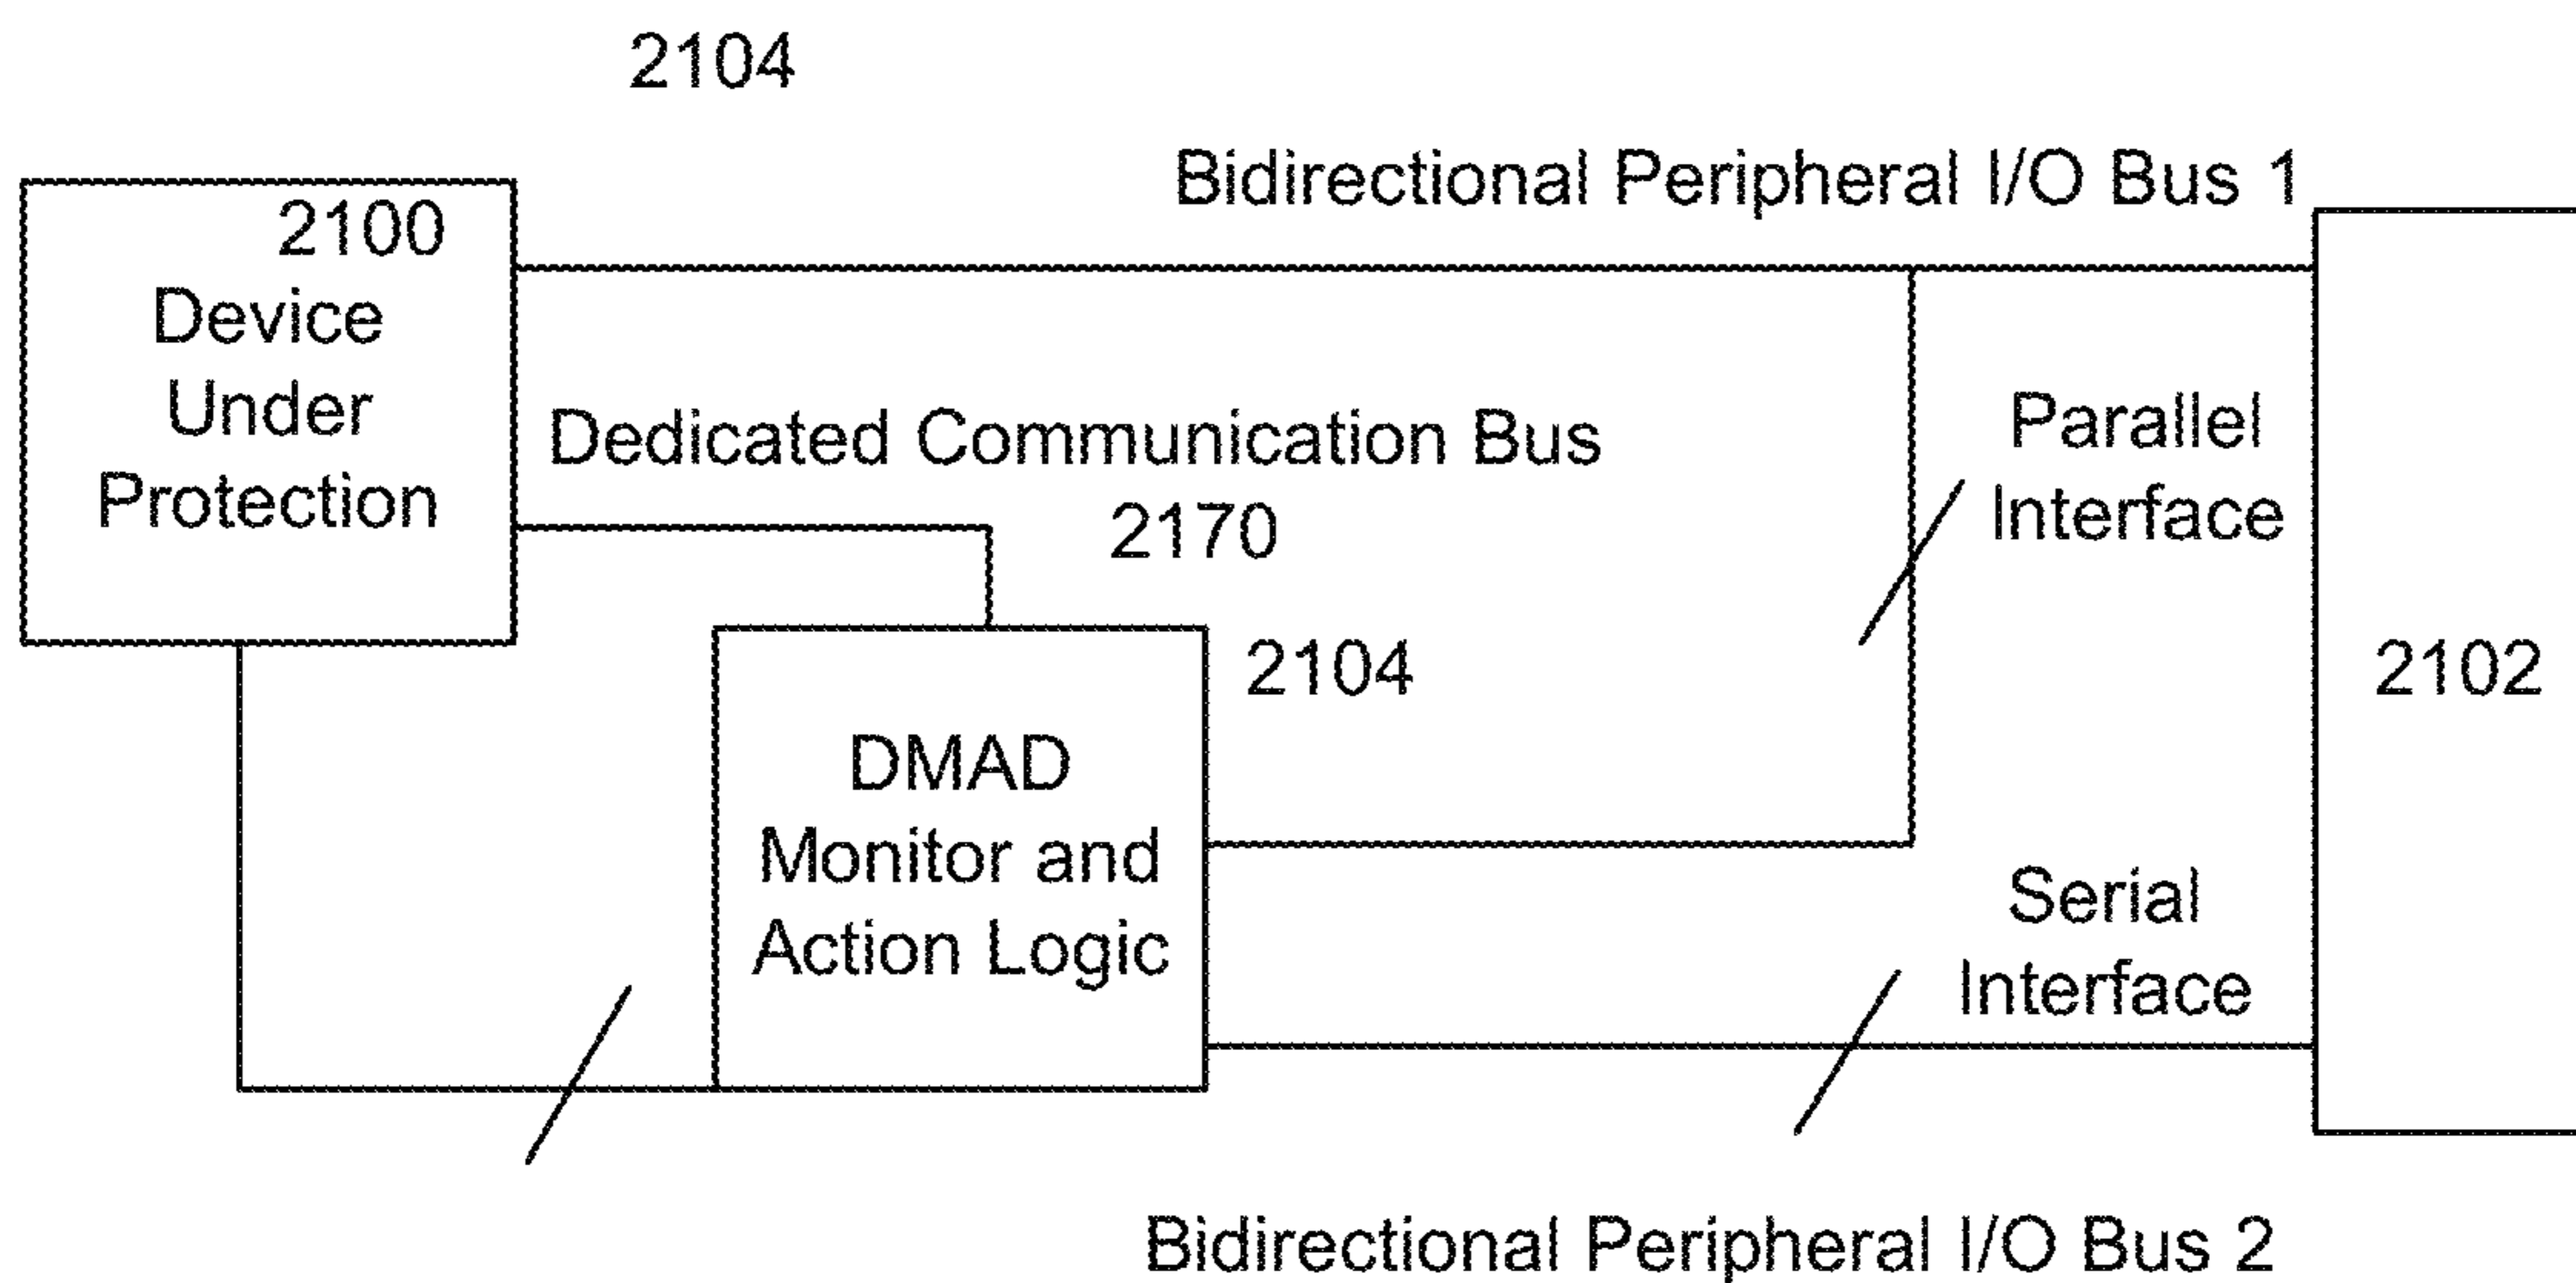 2104
Bidirectional Peripheral I/O Bus 1
2100
Device
Under
Protection
Dedicated Communication Bus
2170
Parallel
Interface
2104
2102
DMAD
Monitor and
Action Logic
Serial
Interface
Bidirectional Peripheral I/O Bus 2